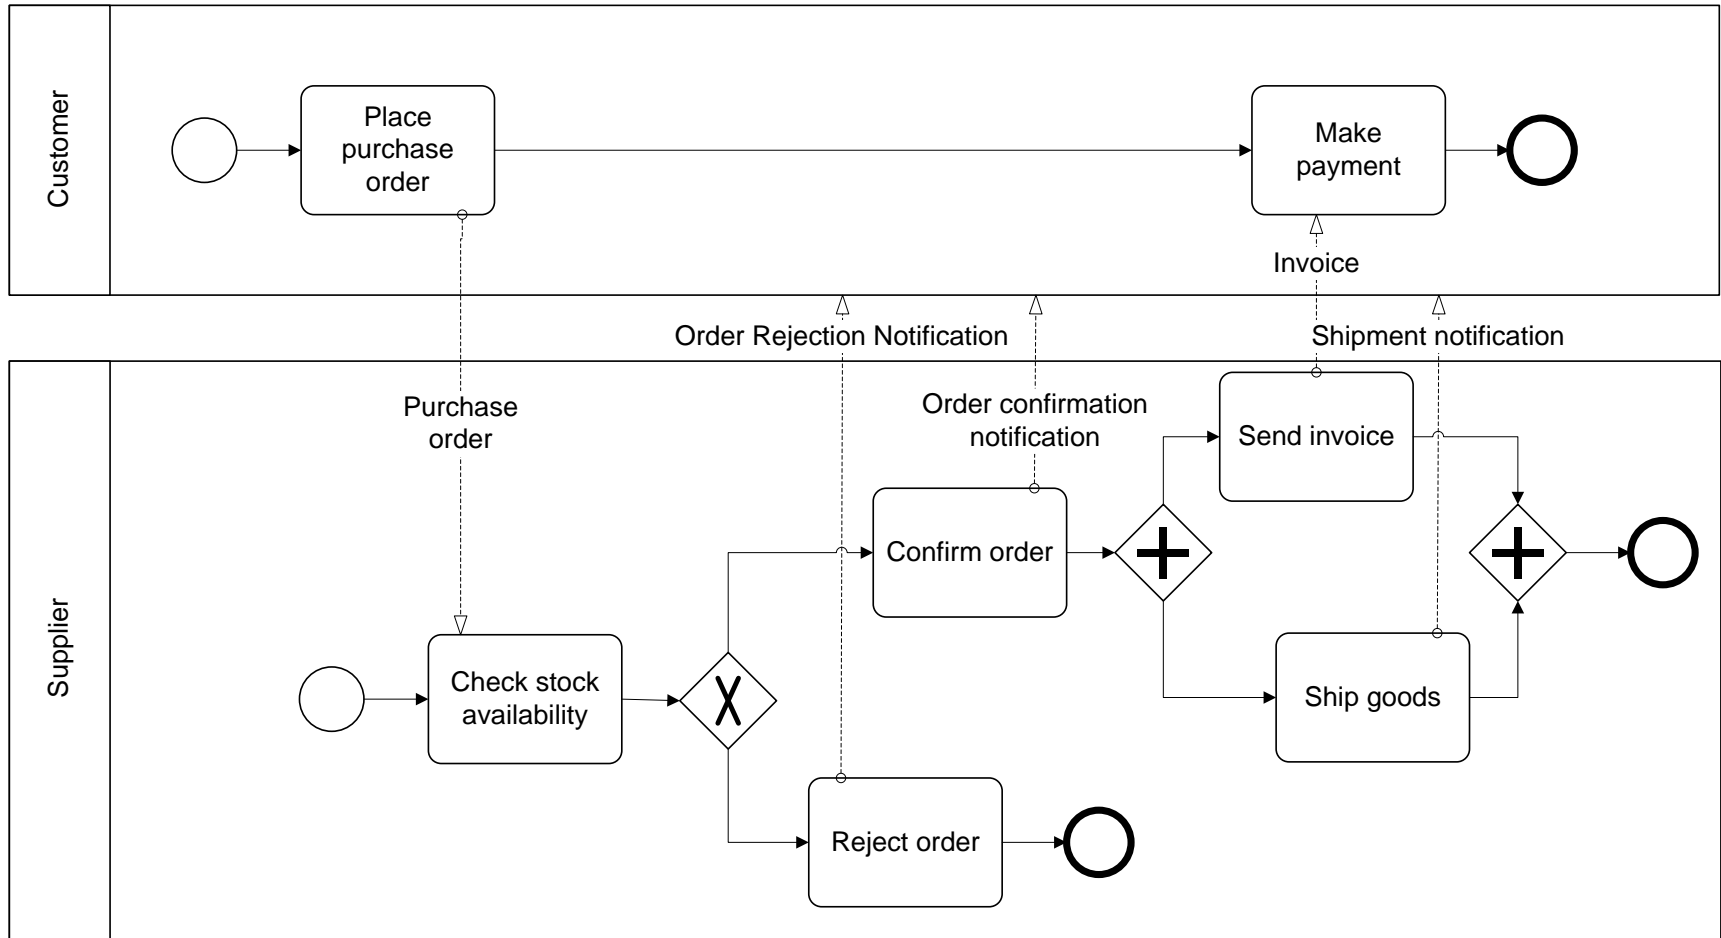 Customer
Place
purchase
order
Make
payment
Invoice
Order Rejection Notification
Shipment notification
Purchase
order
Order confirmation
notification
Send invoice
Confirm order
Supplier
Check stock
availability
X
Ship goods
Reject order